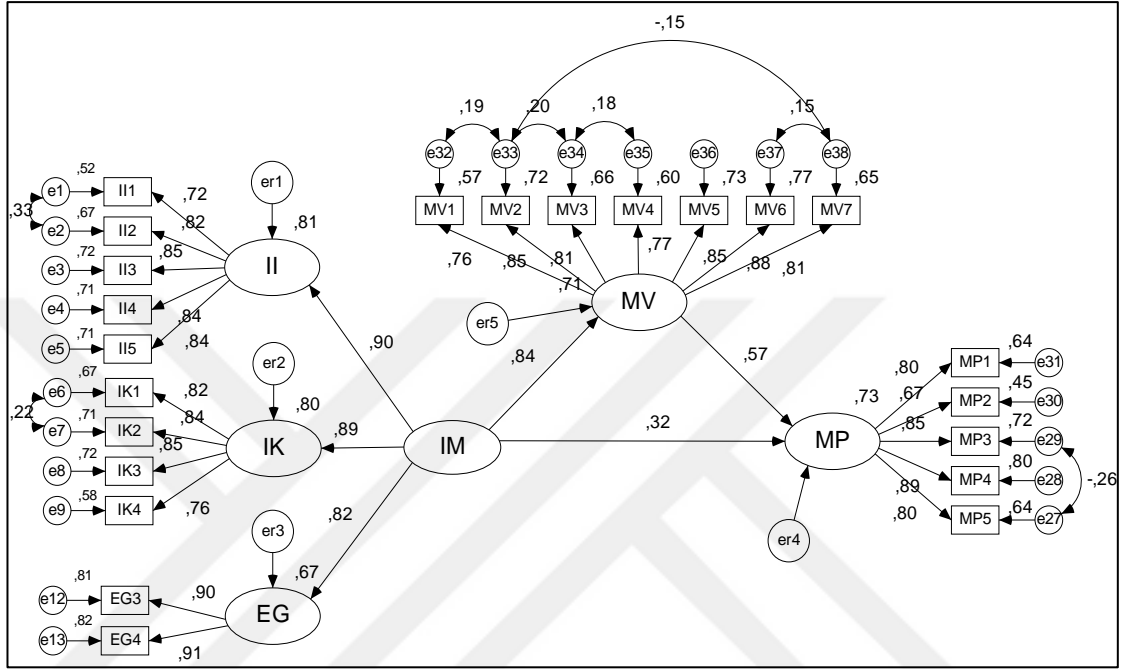 -,15
,19 ,20 ,18 ,15
e32 e33 e34 e35 e36 e37 e38
,57 ,72 ,66 ,60 ,73 ,77 ,65
MV1 MV2 MV3 MV4 MV5 MV6 MV7
,76 ,85 ,81 ,71 ,77 ,85 ,88 ,81
MV
er5
er1
,81
II
,52
e1 II1 ,72
,33
,67
e2 II2 ,82
,72
e3 II3 ,85
,71
e4 II4 ,84
,71
e5 II5 ,84
,90
,84
,57
er2
,80
IK
,67
e6 IK1 ,82
,22
,71
e7 IK2 ,84
,72
e8 IK3 ,85
,58
e9 IK4 ,76
,89
IM
,32
,73
MP
er4
,80 MP1 ,64 e31
,67 MP2 ,45 e30
,85 MP3 ,72 e29
,89 MP4 ,80 e28
,80 MP5 ,64 e27
-,26
,82
er3
,67
EG
,81
e12 EG3 ,90
,82
e13 EG4 ,91